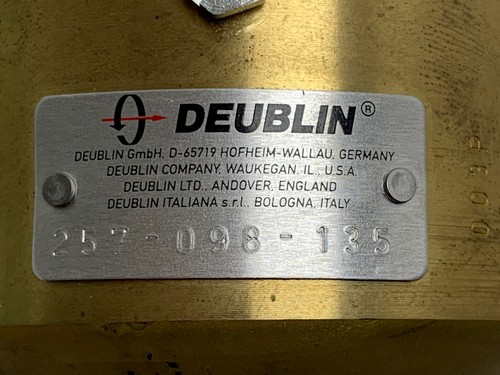 DEUBLIN®
DEUBLIN GmbH, D-65719 HOFHEIM-WALLAU, GERMANY
DEUBLIN COMPANY, WAUKEGAN, IL., U.S.A.
DEUBLIN LTD., ANDOVER, ENGLAND
DEUBLIN ITALIANA s.r.l., BOLOGNA, ITALY
257-098-135